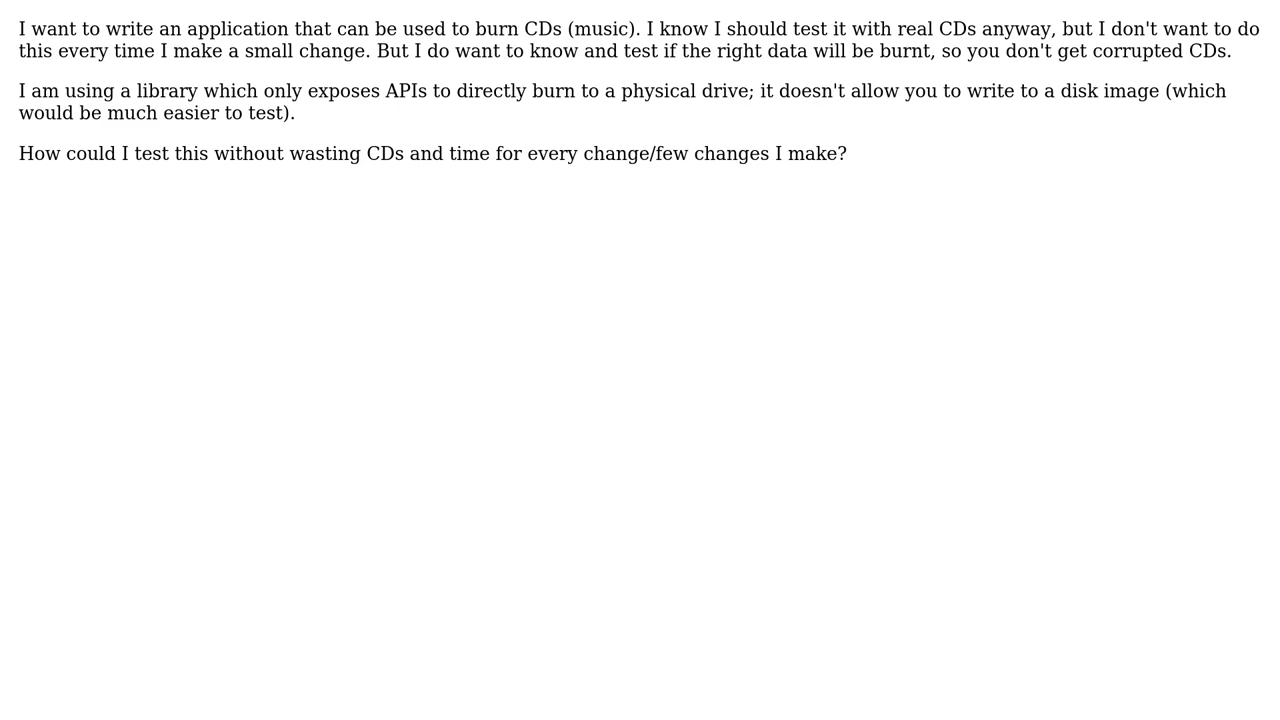 I want to write an application that can be used to burn CDs (music). I know I should test it with real CDs anyway, but I don't want to do
this every time I make a small change. But I do want to know and test if the right data will be burnt, so you don't get corrupted CDs.
I am using a library which only exposes APIs to directly burn to a physical drive; it doesn't allow you to write to a disk image (which
would be much easier to test).
How could I test this without wasting CDs and time for every change/few changes I make?